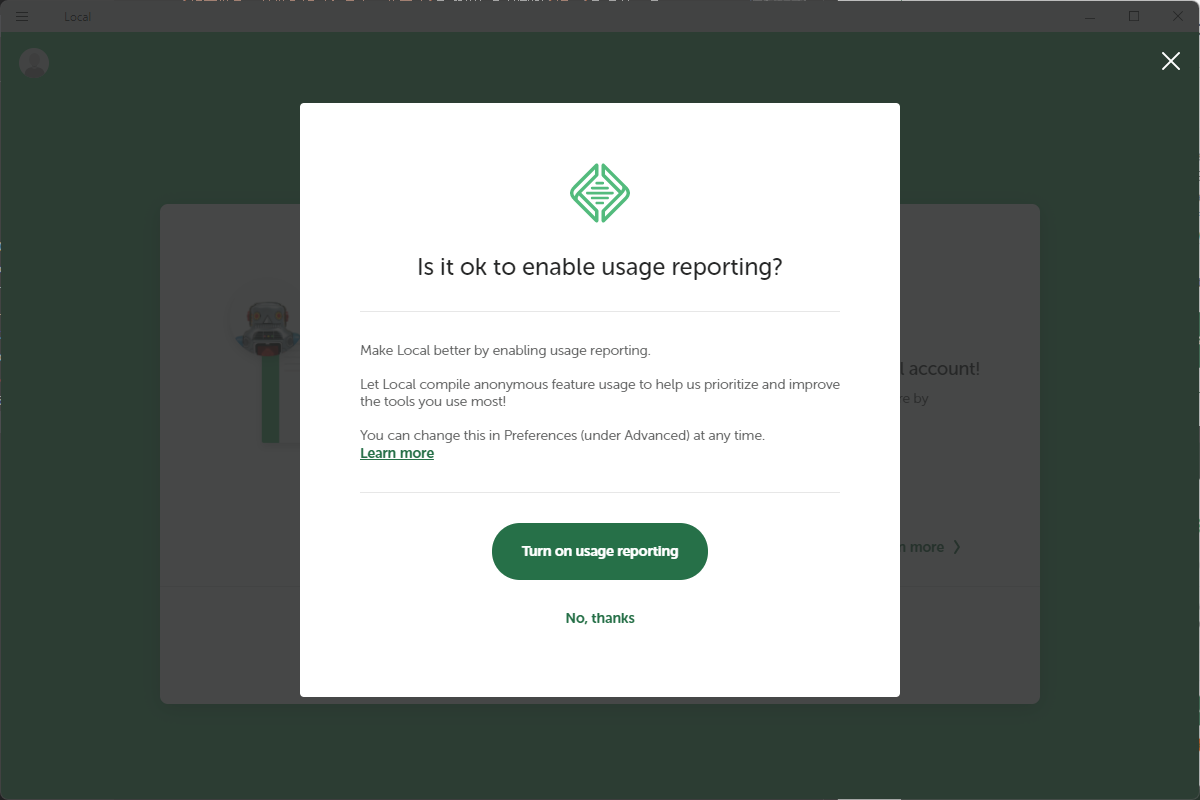 Local
Is it ok to enable usage reporting?
Make Local better by enabling usage reporting.
Let Local compile anonymous feature usage to help us prioritize and improve
the tools you use most!
You can change this in Preferences (under Advanced) at any time.
Learn more
Turn on usage reporting
No, thanks
account!
by
more